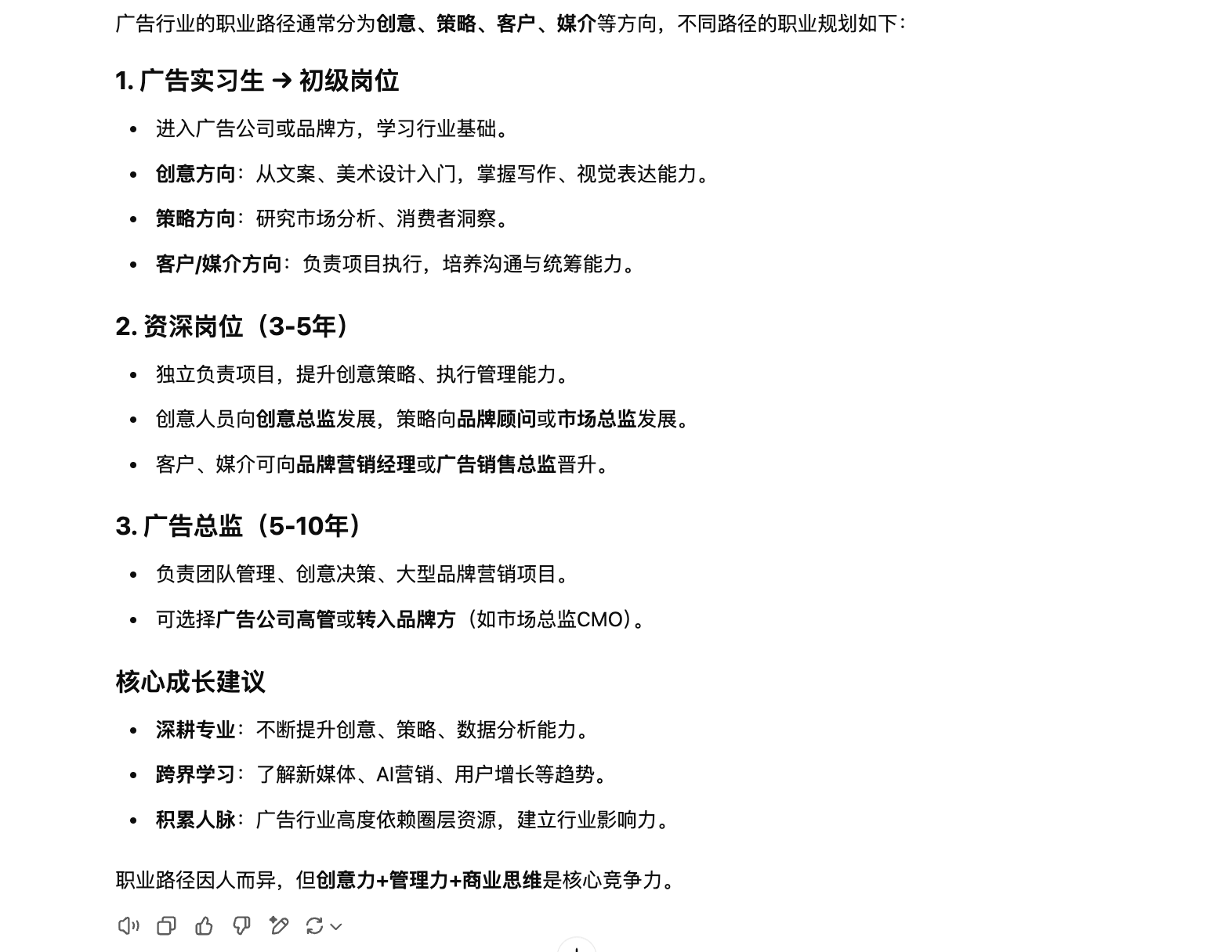 广告行业的职业路径通常分为创意、策略、客户、媒介等方向，不同路径的职业规划如下：
1. 广告实习生 → 初级岗位
• 进入广告公司或品牌方，学习行业基础。
• 创意方向：从文案、美术设计入门，掌握写作、视觉表达能力。
• 策略方向：研究市场分析、消费者洞察。
• 客户/媒介方向：负责项目执行，培养沟通与统筹能力。
2. 资深岗位（3-5年）
• 独立负责项目，提升创意策略、执行管理能力。
• 创意人员向创意总监发展，策略向品牌顾问或市场总监发展。
• 客户、媒介可向品牌营销经理或广告销售总监晋升。
3. 广告总监（5-10年）
• 负责团队管理、创意决策、大型品牌营销项目。
• 可选择广告公司高管或转入品牌方（如市场总监CMO）。
核心成长建议
• 深耕专业：不断提升创意、策略、数据分析能力。
• 跨界学习：了解新媒体、AI营销、用户增长等趋势。
• 积累人脉：广告行业高度依赖圈层资源，建立行业影响力。
职业路径因人而异，但创意力+管理力+商业思维是核心竞争力。